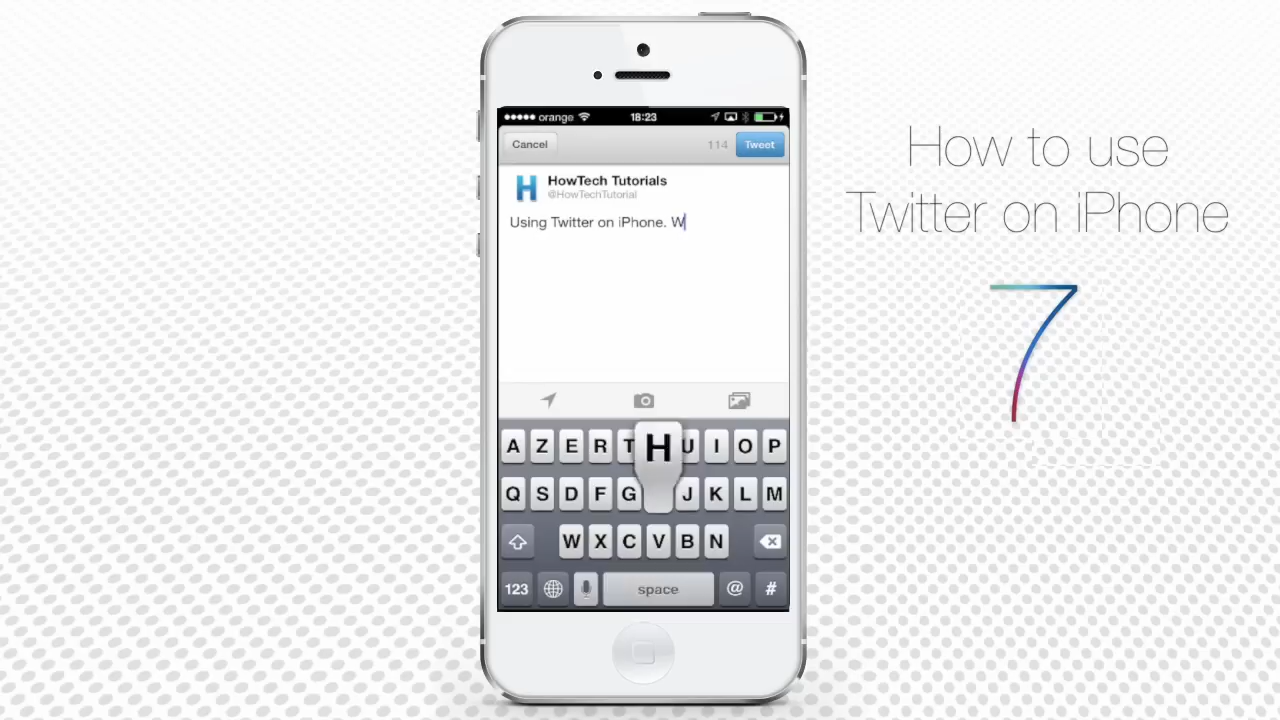 How to use
Twitter on iPhone
7
orange 18:23
Cancel 114 Tweet
H HowTech Tutorials
@HowTechTutorial
Using Twitter on iPhone. W
A Z E R T H U I O P
Q S D F G J K L M
W X C V B N
123 space @ #